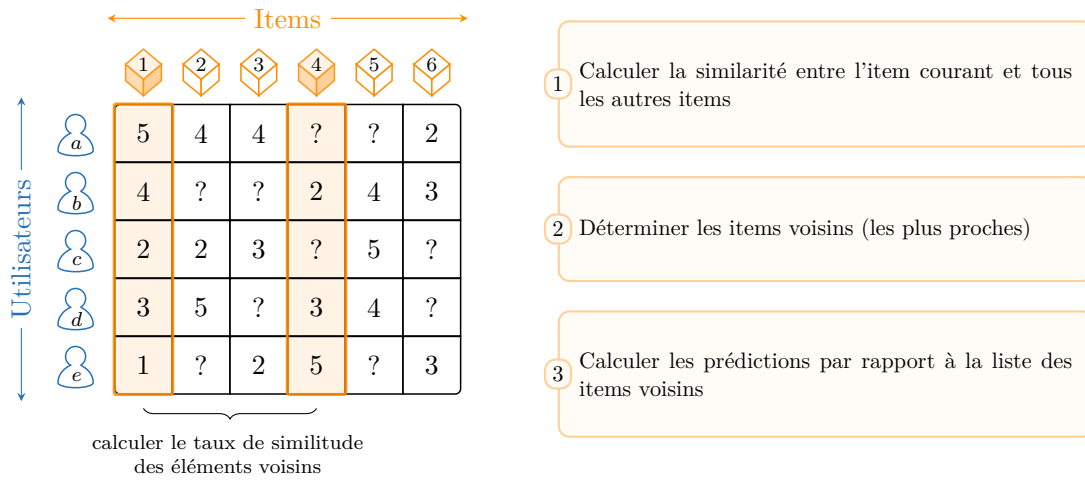 Items
1 2 3 4 5 6
Utilisateurs
a 5 4 4 ? ? 2
b 4 ? ? 2 4 3
c 2 2 3 ? 5 ?
d 3 5 ? 3 4 ?
e 1 ? 2 5 ? 3
calculer le taux de similitude
des éléments voisins
1 Calculer la similarité entre l'item courant et tous
les autres items
2 Déterminer les items voisins (les plus proches)
3 Calculer les prédictions par rapport à la liste des
items voisins